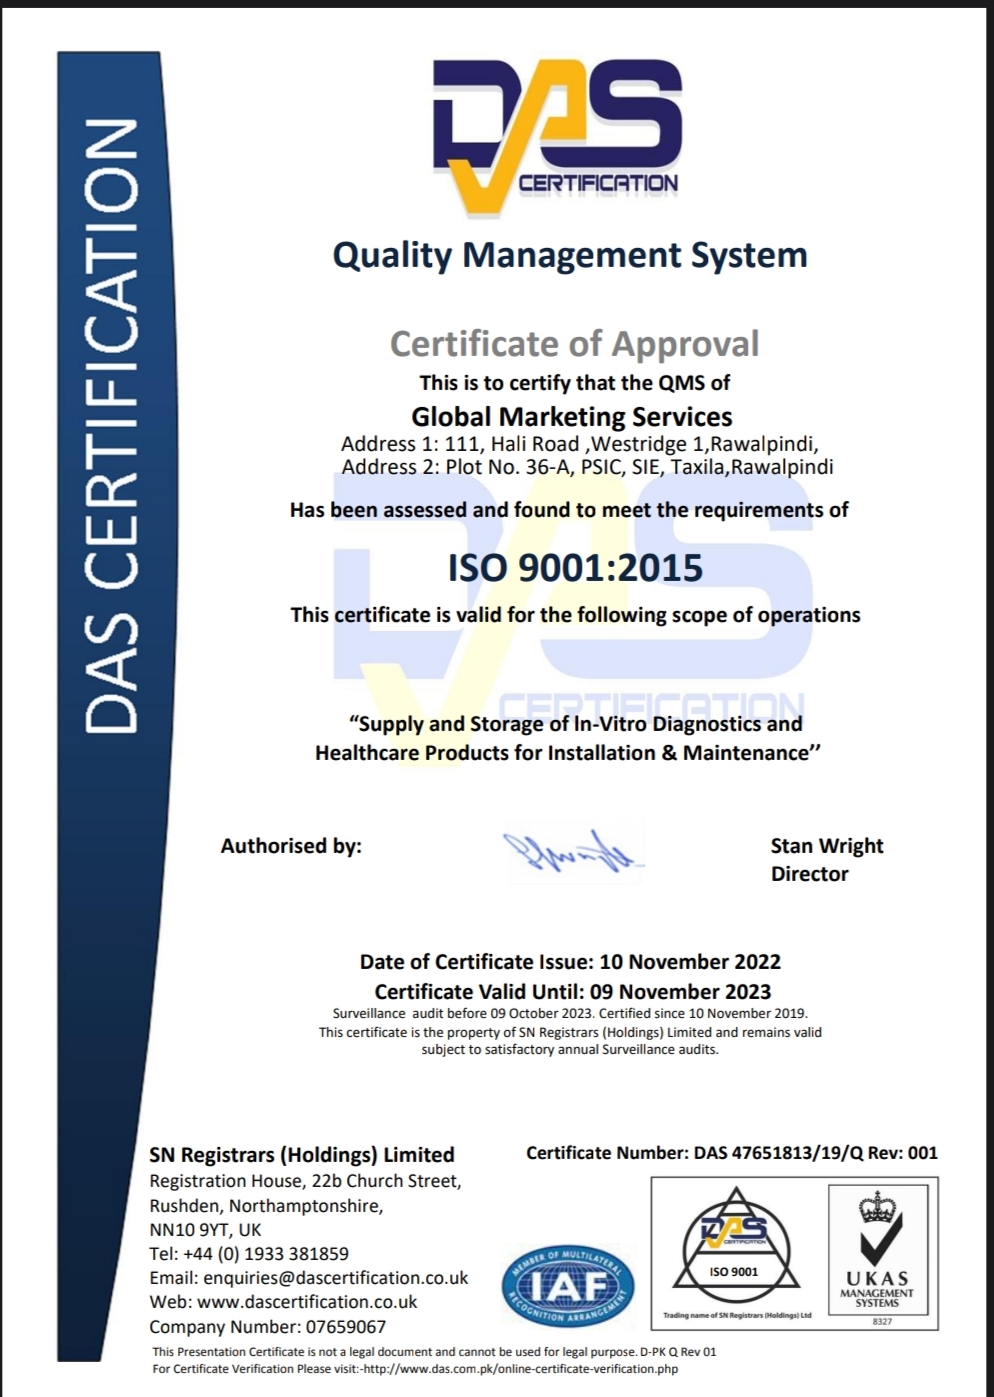 DAS CERTIFICATION
DAS
CERTIFICATION
Quality Management System
Certificate of Approval
This is to certify that the QMS of
Global Marketing Services
Address 1: 111, Hali Road ,Westridge 1,Rawalpindi,
Address 2: Plot No. 36-A, PSIC, SIE, Taxila,Rawalpindi
Has been assessed and found to meet the requirements of
ISO 9001:2015
This certificate is valid for the following scope of operations
DAS
CERTIFICATION
“Supply and Storage of ln-Vitro Diagnostics and
Healthcare Products for Installation & Maintenance’’
Authorised by:
Stan Wright
Director
Date of Certificate Issue: 10 November 2022
Certificate Valid Until: 09 November 2023
Surveillance audit before 09 October 2023. Certified since 10 November 2019.
This certificate is the property of SN Registrars (Holdings) Limited and remains valid
subject to satisfactory annual Surveillance audits.
SN Registrars (Holdings) Limited
Registration House, 22b Church Street,
Rushden, Northamptonshire,
NN10 9YT, UK
Tel: +44 (0) 1933 381859
Email: enquiries@dascertification.co.uk
Web: www.dascertification.co.uk
Company Number: 07659067
Certificate Number: DAS 47651813/19/Q Rev: 001
MEMBER OF MULTILATERAL
IAF
RECOGNITION ARRANGEMENT
DAS
CERTIFICATION
ISO 9001
Trading name of SN Registrars (Holdings) Ltd
UKAS
MANAGEMENT
SYSTEMS
8327
This Presentation Certificate is not a legal document and cannot be used for legal purpose. D-PK Q Rev 01
For Certificate Verification Please visit:-http://www.das.com.pk/online-certificate-verification.php